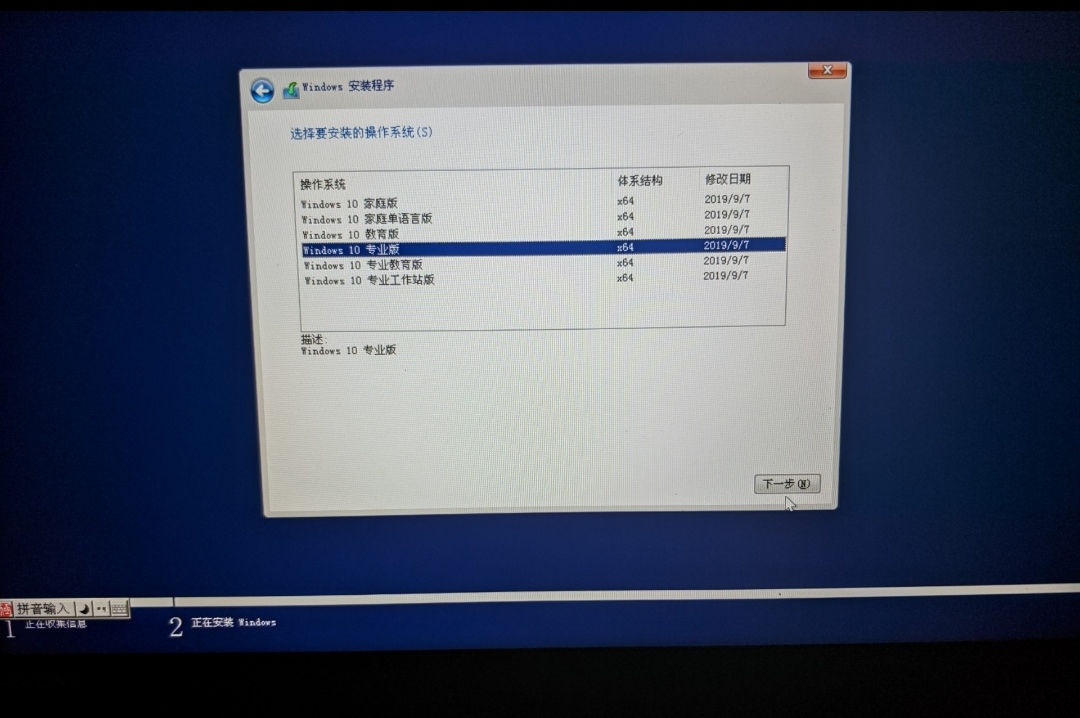 Windows 安装程序
选择要安装的操作系统(S)
操作系统 体系结构 修改日期
Windows 10 家庭版 x64 2019/9/7
Windows 10 家庭单语言版 x64 2019/9/7
Windows 10 教育版 x64 2019/9/7
Windows 10 专业版 x64 2019/9/7
Windows 10 专业教育版 x64 2019/9/7
Windows 10 专业工作站版 x64 2019/9/7
描述:
Windows 10 专业版
下一步(N)
拼音输入
1 正在收集信息
2 正在安装 Windows